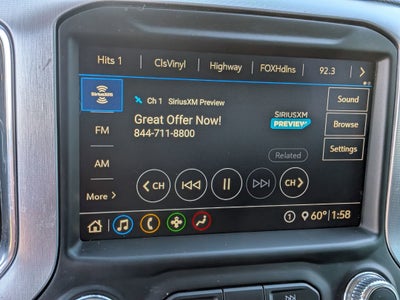 Hits 1 ClsVinyl Highway FOXHdlns 92.3
SiriusXM
Ch 1 SiriusXM Preview
Great Offer Now!
844-711-8800
SIRIUSXM
PREVIEW
Sound
FM
Browse
Settings
AM
Related
More
CH CH
1 60° 1:58